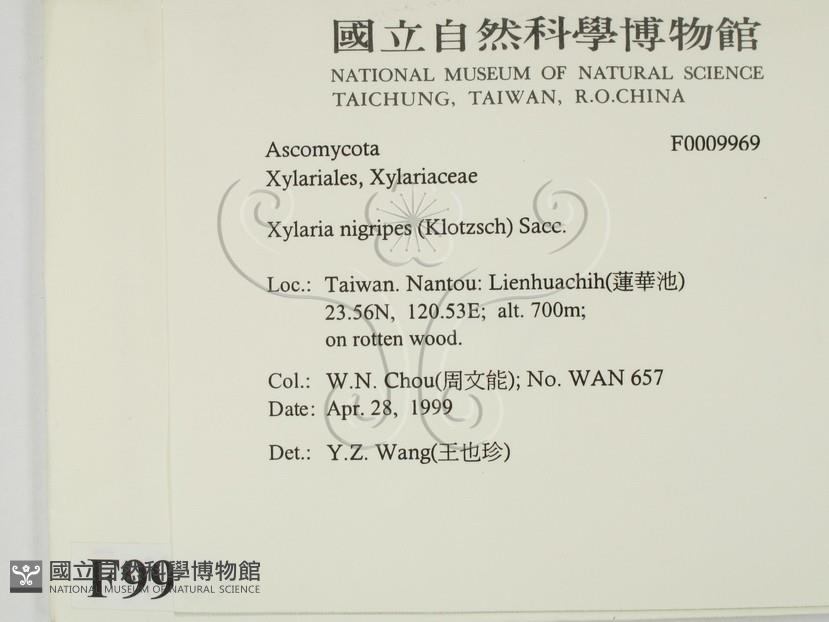 國立自然科學博物館
NATIONAL MUSEUM OF NATURAL SCIENCE
TAICHUNG, TAIWAN, R.O.CHINA
Ascomycota F0009969
Xylariales, Xylariaceae
Xylaria nigripes (Klotzsch) Sacc.
Loc.: Taiwan. Nantou: Lienhuachih(蓮華池)
23.56N, 120.53E; alt. 700m;
on rotten wood.
Col.: W.N. Chou(周文能); No. WAN 657
Date: Apr. 28, 1999
Det.: Y.Z. Wang(王也珍)
F99
國立自然科學博物館
NATIONAL MUSEUM OF NATURAL SCIENCE